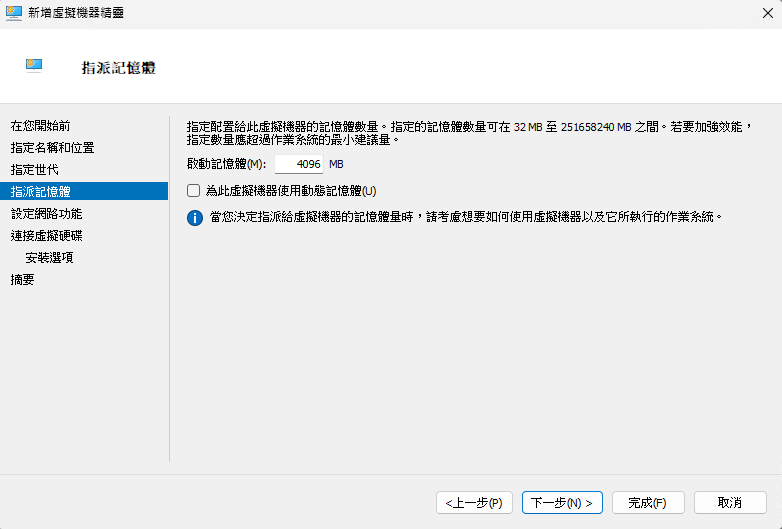 新增虛擬機器精靈
指派記憶體
在您開始前
指定名稱和位置
指定世代
指派記憶體
設定網路功能
連接虛擬硬碟
安裝選項
摘要
指定配置給此虛擬機器的記憶體數量。指定的記憶體數量可在 32 MB 至 251658240 MB 之間。若要加強效能，
指定數量應超過作業系統的最小建議量。
啟動記憶體(M): 4096 MB
為此虛擬機器使用動態記憶體(U)
當您決定指派給虛擬機器的記憶體量時，請考慮想要如何使用虛擬機器以及它所執行的作業系統。
<上一步(P) 下一步(N) > 完成(F) 取消